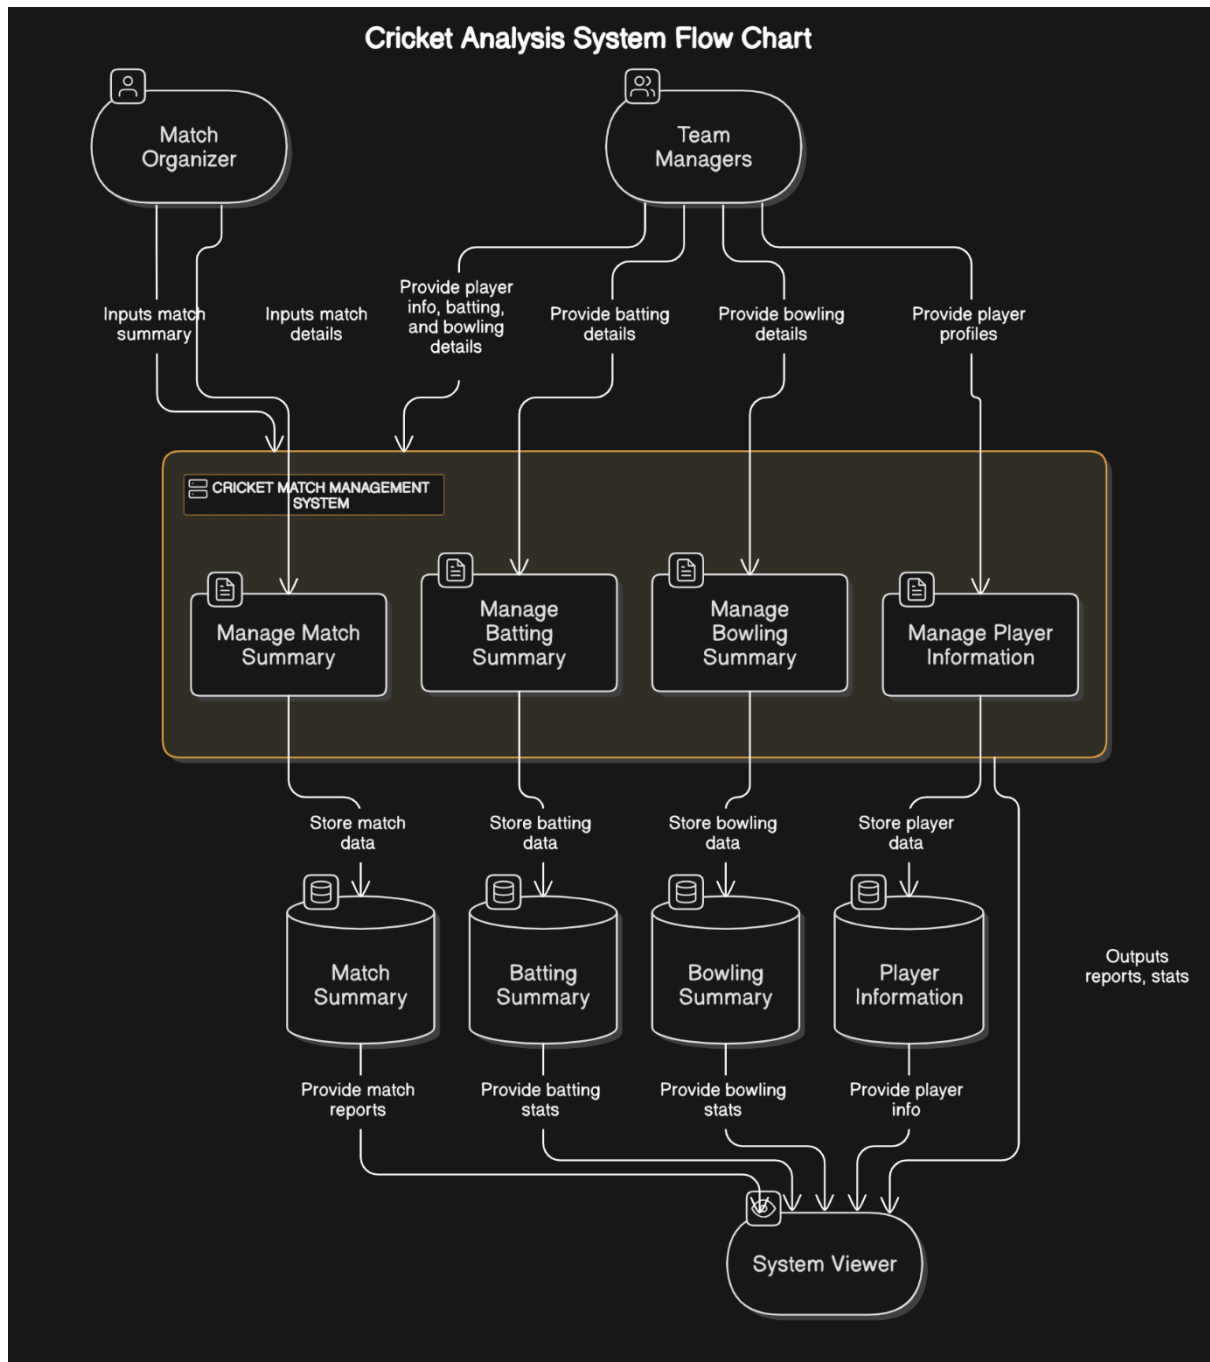 Cricket Analysis System Flow Chart
Match
Organizer
Team
Managers
Inputs match
summary
Inputs match
details
Provide player
info, batting,
and bowling
details
Provide batting
details
Provide bowling
details
Provide player
profiles
CRICKET MATCH MANAGEMENT
SYSTEM
Manage Match
Summary
Manage
Batting
Summary
Manage
Bowling
Summary
Manage Player
Information
Store match
data
Store batting
data
Store bowling
data
Store player
data
Match
Summary
Batting
Summary
Bowling
Summary
Player
Information
Outputs
reports, stats
Provide match
reports
Provide batting
stats
Provide bowling
stats
Provide player
info
System Viewer